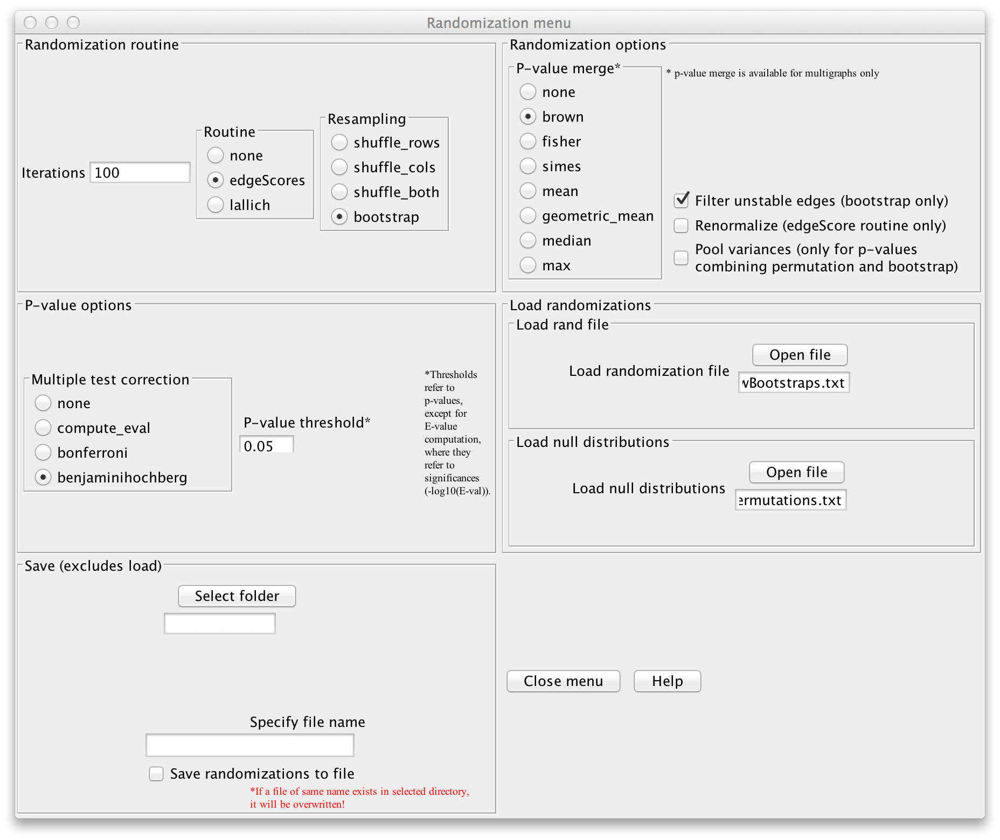 Randomization menu
Randomization routine
Iterations 100
Routine
none
edgeScores
lallich
Resampling
shuffle_rows
shuffle_cols
shuffle_both
bootstrap
Randomization options
P-value merge*
none
brown
fisher
simes
mean
geometric_mean
median
max
* p-value merge is available for multigraphs only
Filter unstable edges (bootstrap only)
Renormalize (edgeScore routine only)
Pool variances (only for p-values
combining permutation and bootstrap)
P-value options
Multiple test correction
none
compute_eval
bonferroni
benjaminihochberg
P-value threshold*
0.05
*Thresholds
refer to
p-values,
except for
E-value
computation,
where they
refer to
significances
(-log10(E-val)).
Load randomizations
Load rand file
Open file
Load randomization file
wBootstraps.txt
Load null distributions
Open file
Load null distributions
ermutations.txt
Save (excludes load)
Select folder
Specify file name
Save randomizations to file
*If a file of same name exists in selected directory,
it will be overwritten!
Close menu
Help